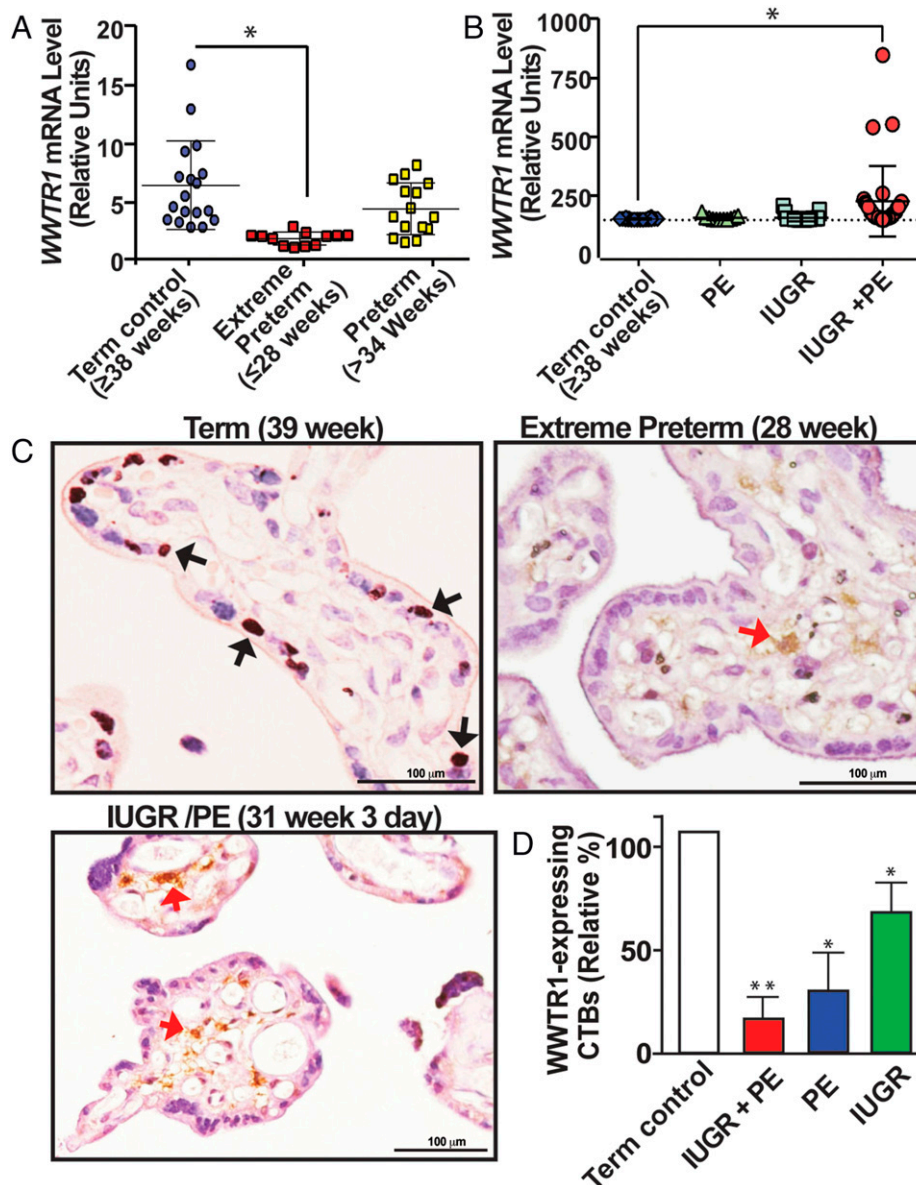 A
WWTR1 mRNA Level
(Relative Units)
20
15
10
5
0
*
Term control
(≥38 weeks)
Extreme
Preterm
(≤28 weeks)
Preterm
(>34 Weeks)
B
WWTR1 mRNA Level
(Relative Units)
1000
750
500
250
0
*
Term control
(≥38 weeks)
PE
IUGR
IUGR +PE
C
Term (39 week)
100 μm
Extreme Preterm (28 week)
100 μm
IUGR /PE (31 week 3 day)
100 μm
D
WWTR1-expressing
CTBs (Relative %)
100
50
0
**
*
*
Term control
IUGR + PE
PE
IUGR